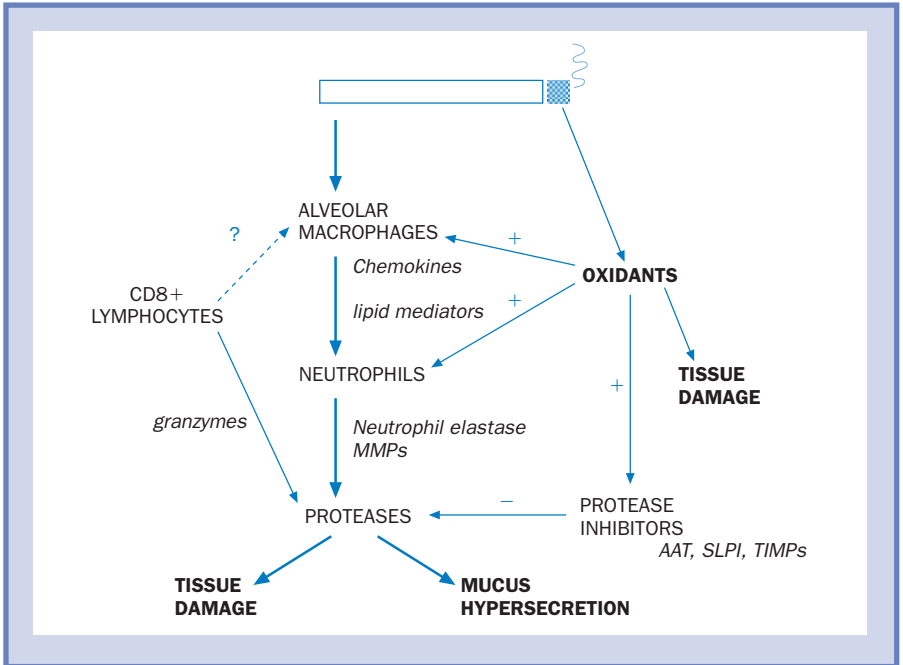 ALVEOLAR
MACROPHAGES
?
+
Chemokines
OXIDANTS
CD8+
LYMPHOCYTES
+
lipid mediators
NEUTROPHILS
TISSUE
DAMAGE
+
granzymes
Neutrophil elastase
MMPs
PROTEASES
−
PROTEASE
INHIBITORS
AAT, SLPI, TIMPs
TISSUE
DAMAGE
MUCUS
HYPERSECRETION